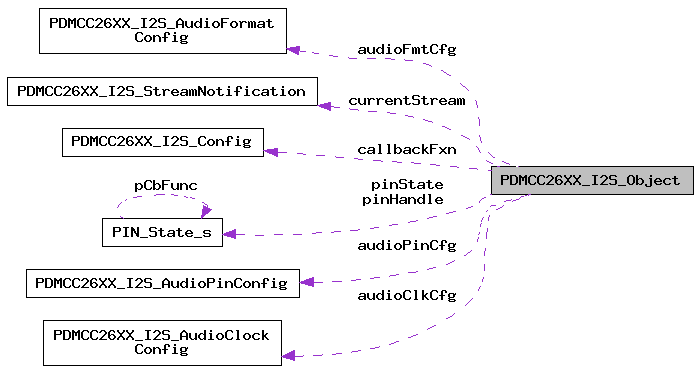 PDMCC26XX_I2S_AudioFormat
Config
audioFmtCfg
PDMCC26XX_I2S_StreamNotification
currentStream
PDMCC26XX_I2S_Config
callbackFxn
PDMCC26XX_I2S_Object
pCbFunc
pinState
pinHandle
PIN_State_s
audioPinCfg
PDMCC26XX_I2S_AudioPinConfig
audioClkCfg
PDMCC26XX_I2S_AudioClock
Config